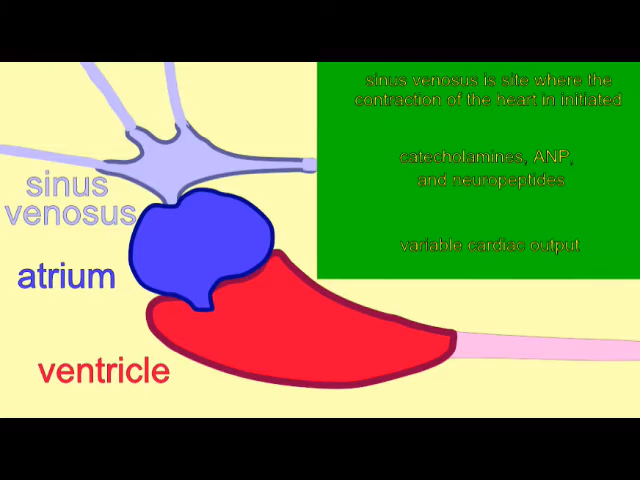 sinus venosus is site where the
contraction of the heart in initiated
catecholamines, ANP,
and neuropeptides
variable cardiac output
sinus
venosus
atrium
ventricle